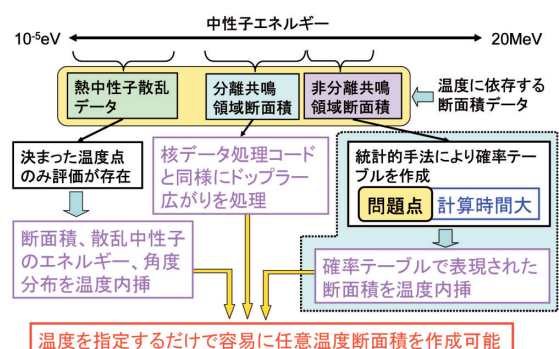 中性子エネルギー
10-5eV
20MeV
熱中性子散乱
データ
分離共鳴
領域断面積
非分離共鳴
領域断面積
温度に依存する
断面積データ
決まった温度点
のみ評価が存在
核データ処理コード
と同様にドップラー
広がりを処理
統計的手法により確率テー
ブルを作成
問題点
計算時間大
断面積、散乱中性子
のエネルギー、角度
分布を温度内挿
確率テーブルで表現された
断面積を温度内挿
温度を指定するだけで容易に任意温度断面積を作成可能